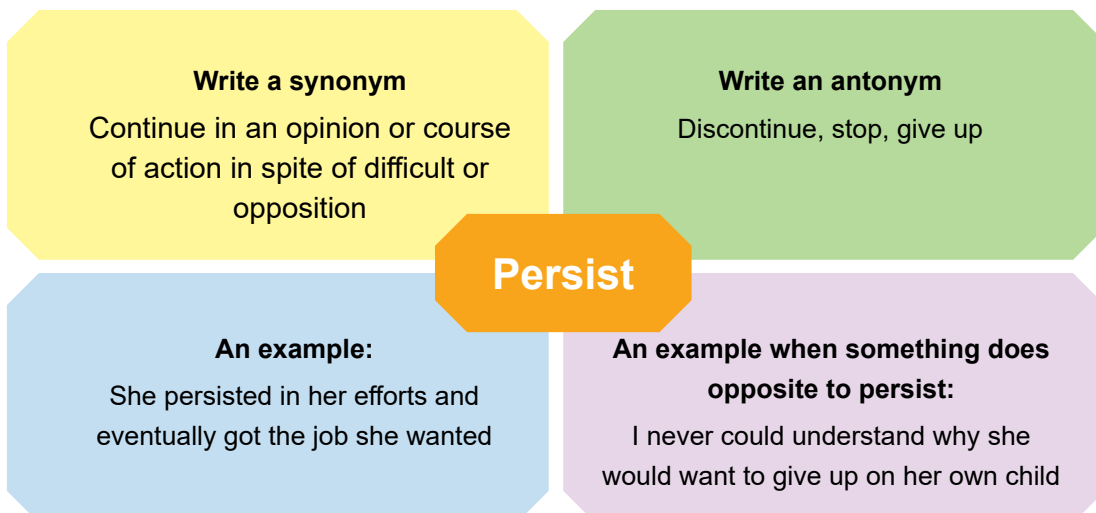 Write a synonym
Continue in an opinion or course
of action in spite of difficult or
opposition
Write an antonym
Discontinue, stop, give up
Persist
An example:
She persisted in her efforts and
eventually got the job she wanted
An example when something does
opposite to persist:
I never could understand why she
would want to give up on her own child